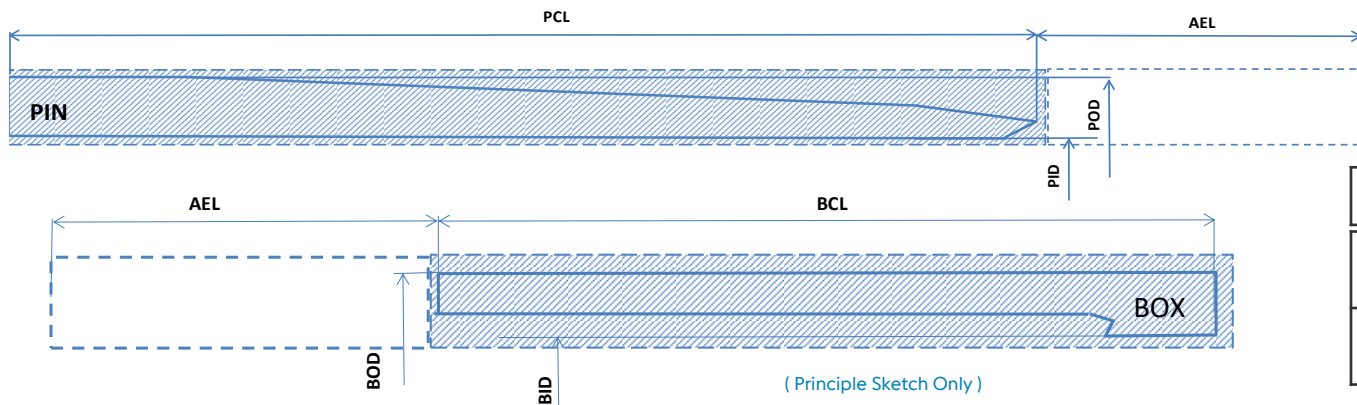 PCL
AEL
PIN
POD
PID
AEL
BCL
BOX
BOD
BID
( Principle Sketch Only )